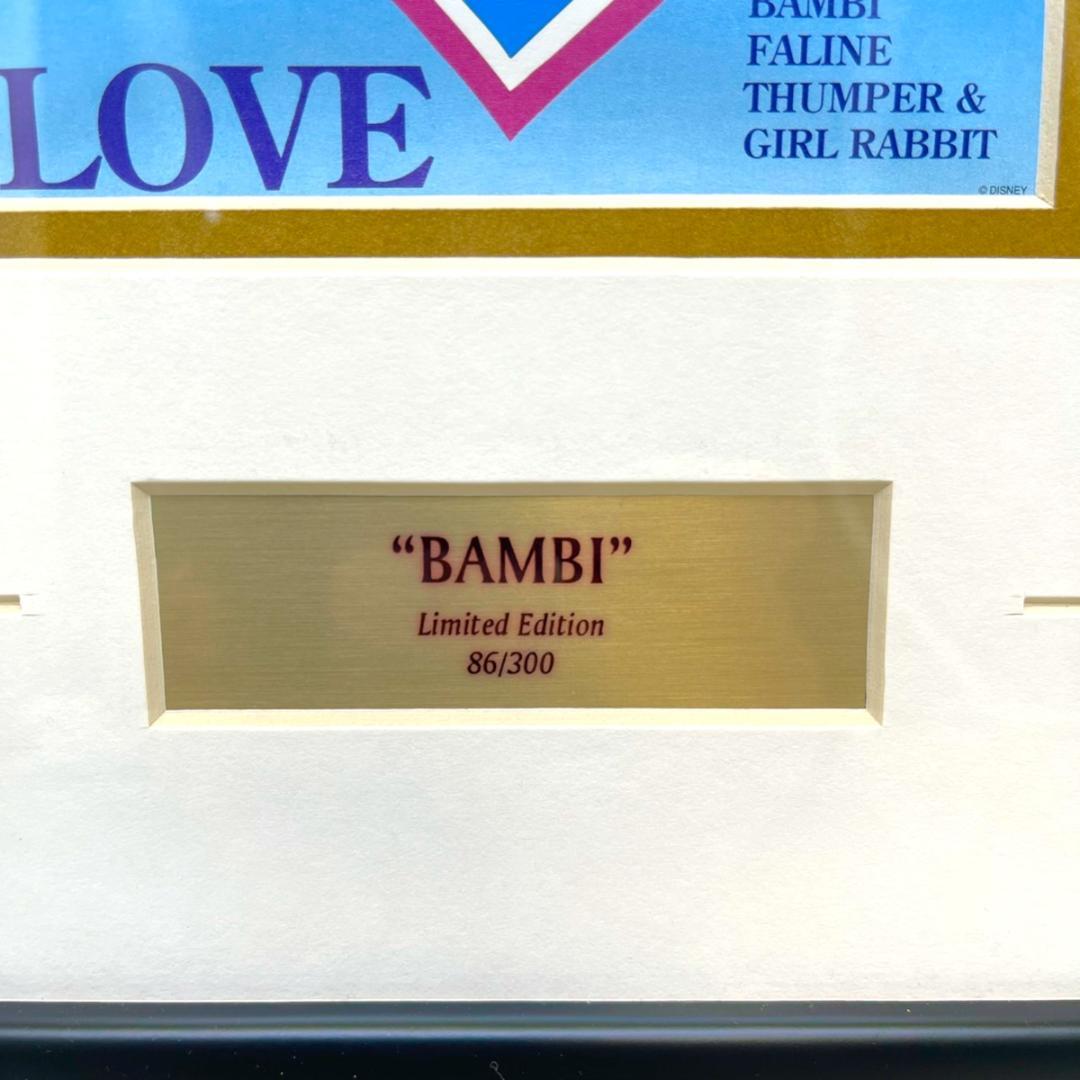 BAMBI
FALINE
THUMPER &
GIRL RABBIT
LOVE
© DISNEY
“BAMBI”
Limited Edition
86/300